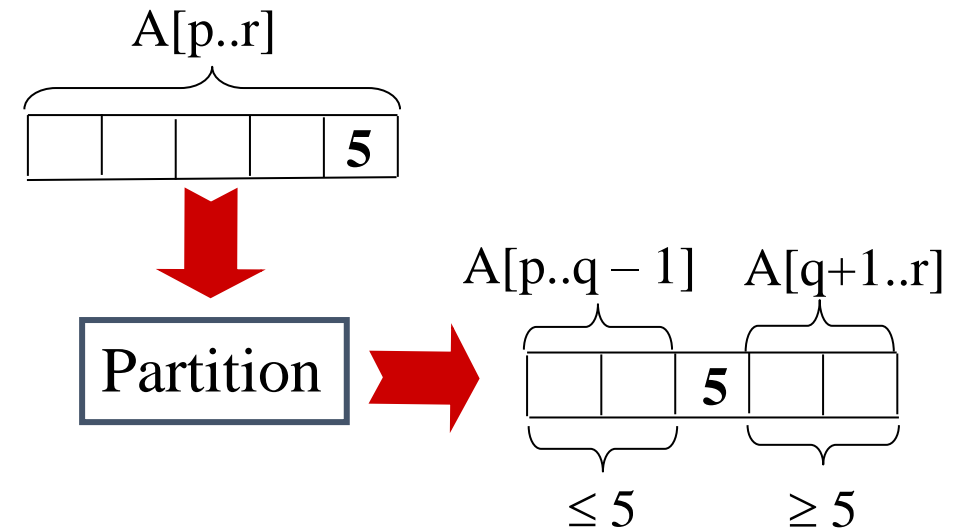 A[p..r]
5
Partition
A[p..q – 1] A[q+1..r]
5
≤ 5 ≥ 5